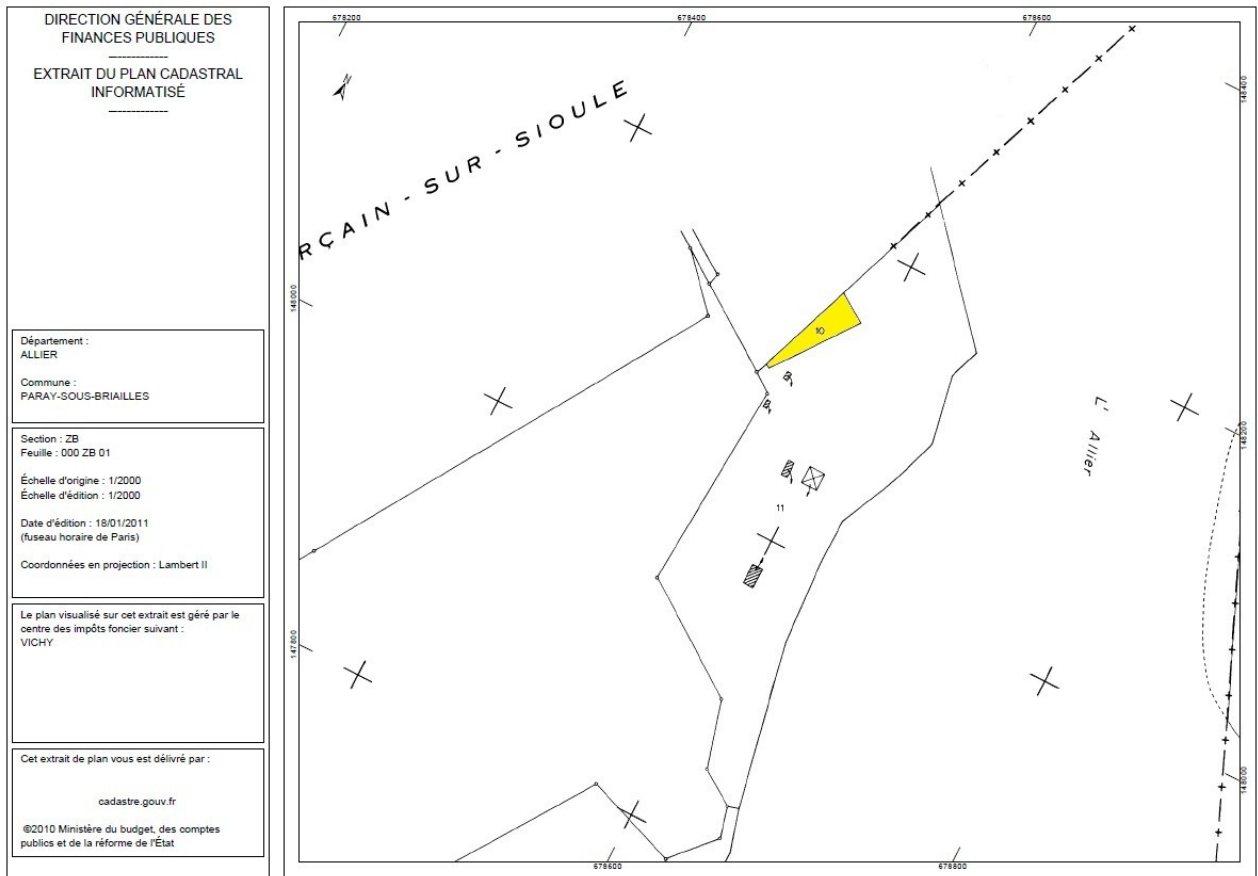 DIRECTION GÉNÉRALE DES
FINANCES PUBLIQUES
-------------
EXTRAIT DU PLAN CADASTRAL
INFORMATISÉ
-------------
Département :
ALLIER
Commune :
PARAY-SOUS-BRIAILLES
Section : ZB
Feuille : 000 ZB 01
Échelle d'origine : 1/2000
Échelle d'édition : 1/2000
Date d'édition : 18/01/2011
(fuseau horaire de Paris)
Coordonnées en projection : Lambert II
Le plan visualisé sur cet extrait est géré par le
centre des impôts foncier suivant :
VICHY
Cet extrait de plan vous est délivré par :
cadastre.gouv.fr
©2010 Ministère du budget, des comptes
publics et de la réforme de l'État
678200
678400
678600
N
148400
RÇAIN - SUR - SIOULE
148000
10
L' Allier
148200
11
147800
148000
678600
678800